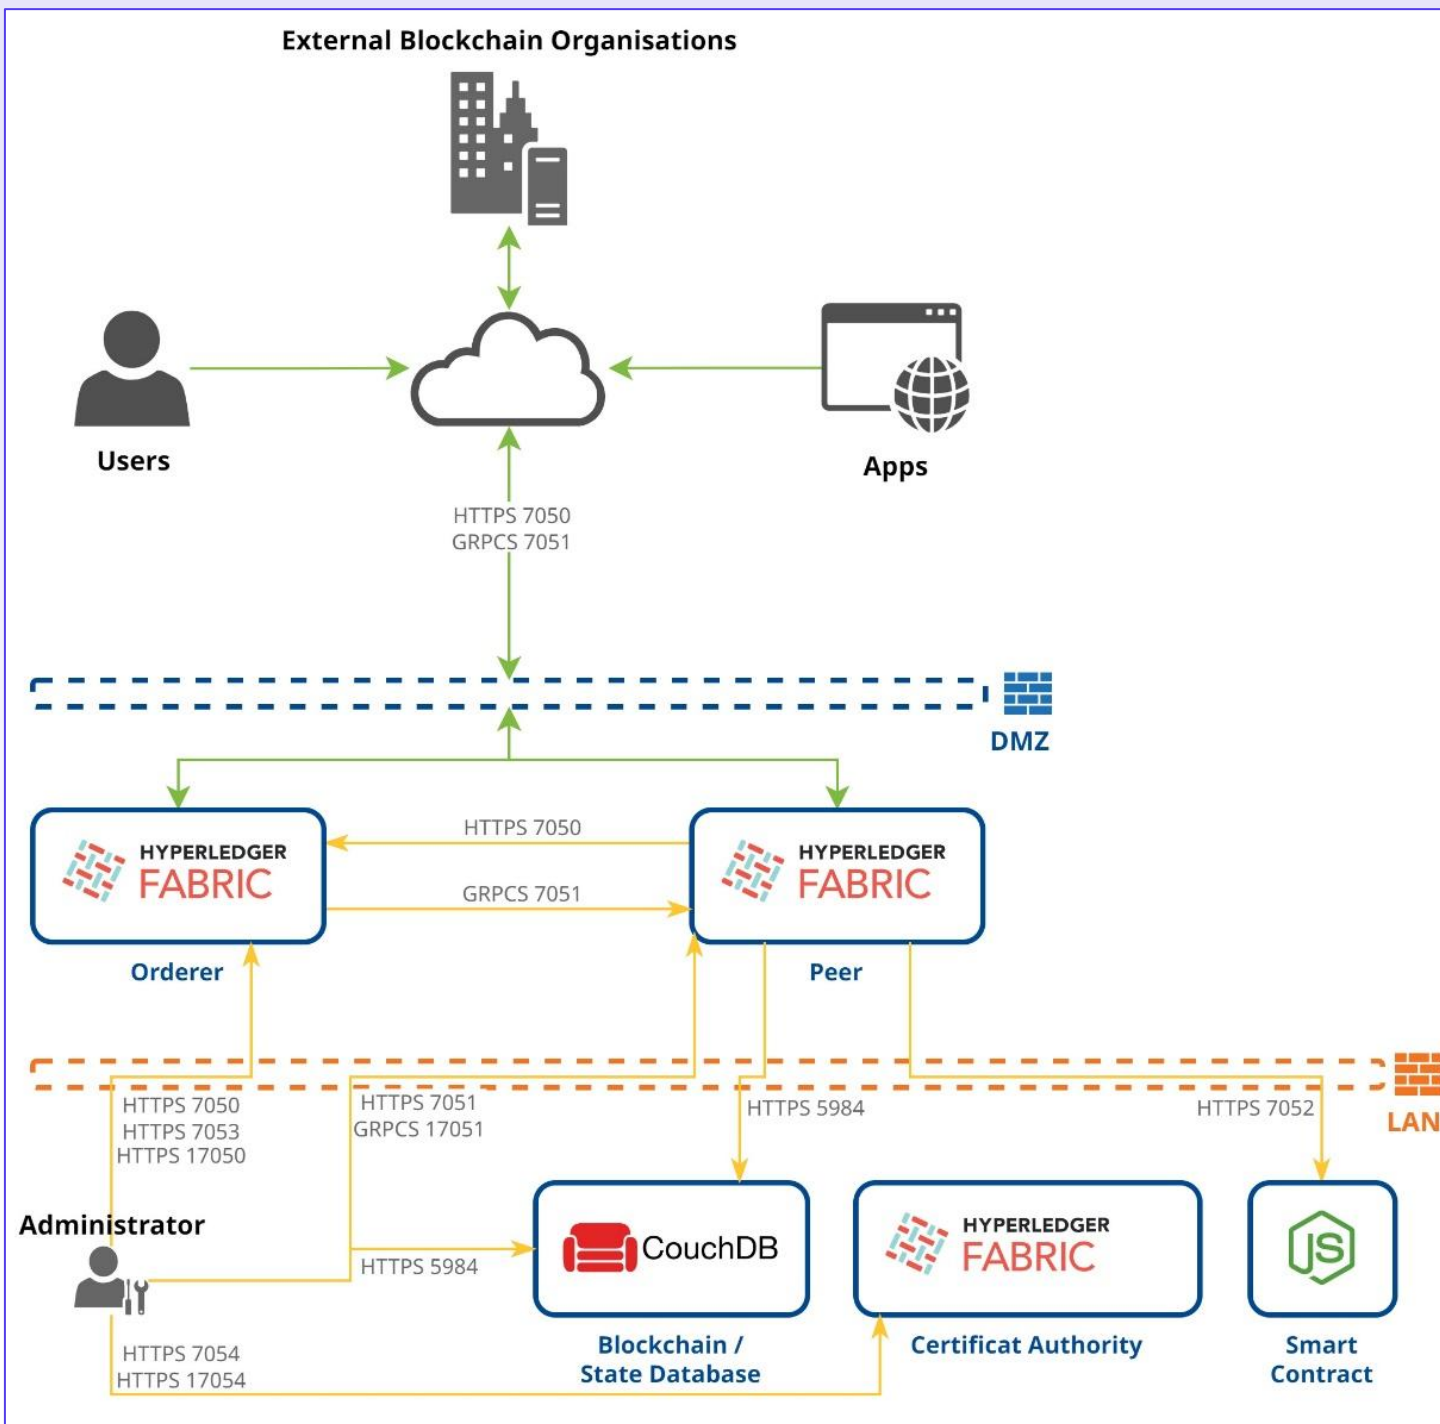 External Blockchain Organisations
Users
Apps
HTTPS 7050
GRPCS 7051
DMZ
HYPERLEDGER
FABRIC
Orderer
HTTPS 7050
GRPCS 7051
HYPERLEDGER
FABRIC
Peer
LAN
HTTPS 7050
HTTPS 7053
HTTPS 17050
HTTPS 7051
GRPCS 17051
HTTPS 5984
HTTPS 7052
Administrator
HTTPS 5984
CouchDB
Blockchain /
State Database
HYPERLEDGER
FABRIC
Certificat Authority
JS
Smart
Contract
HTTPS 7054
HTTPS 17054